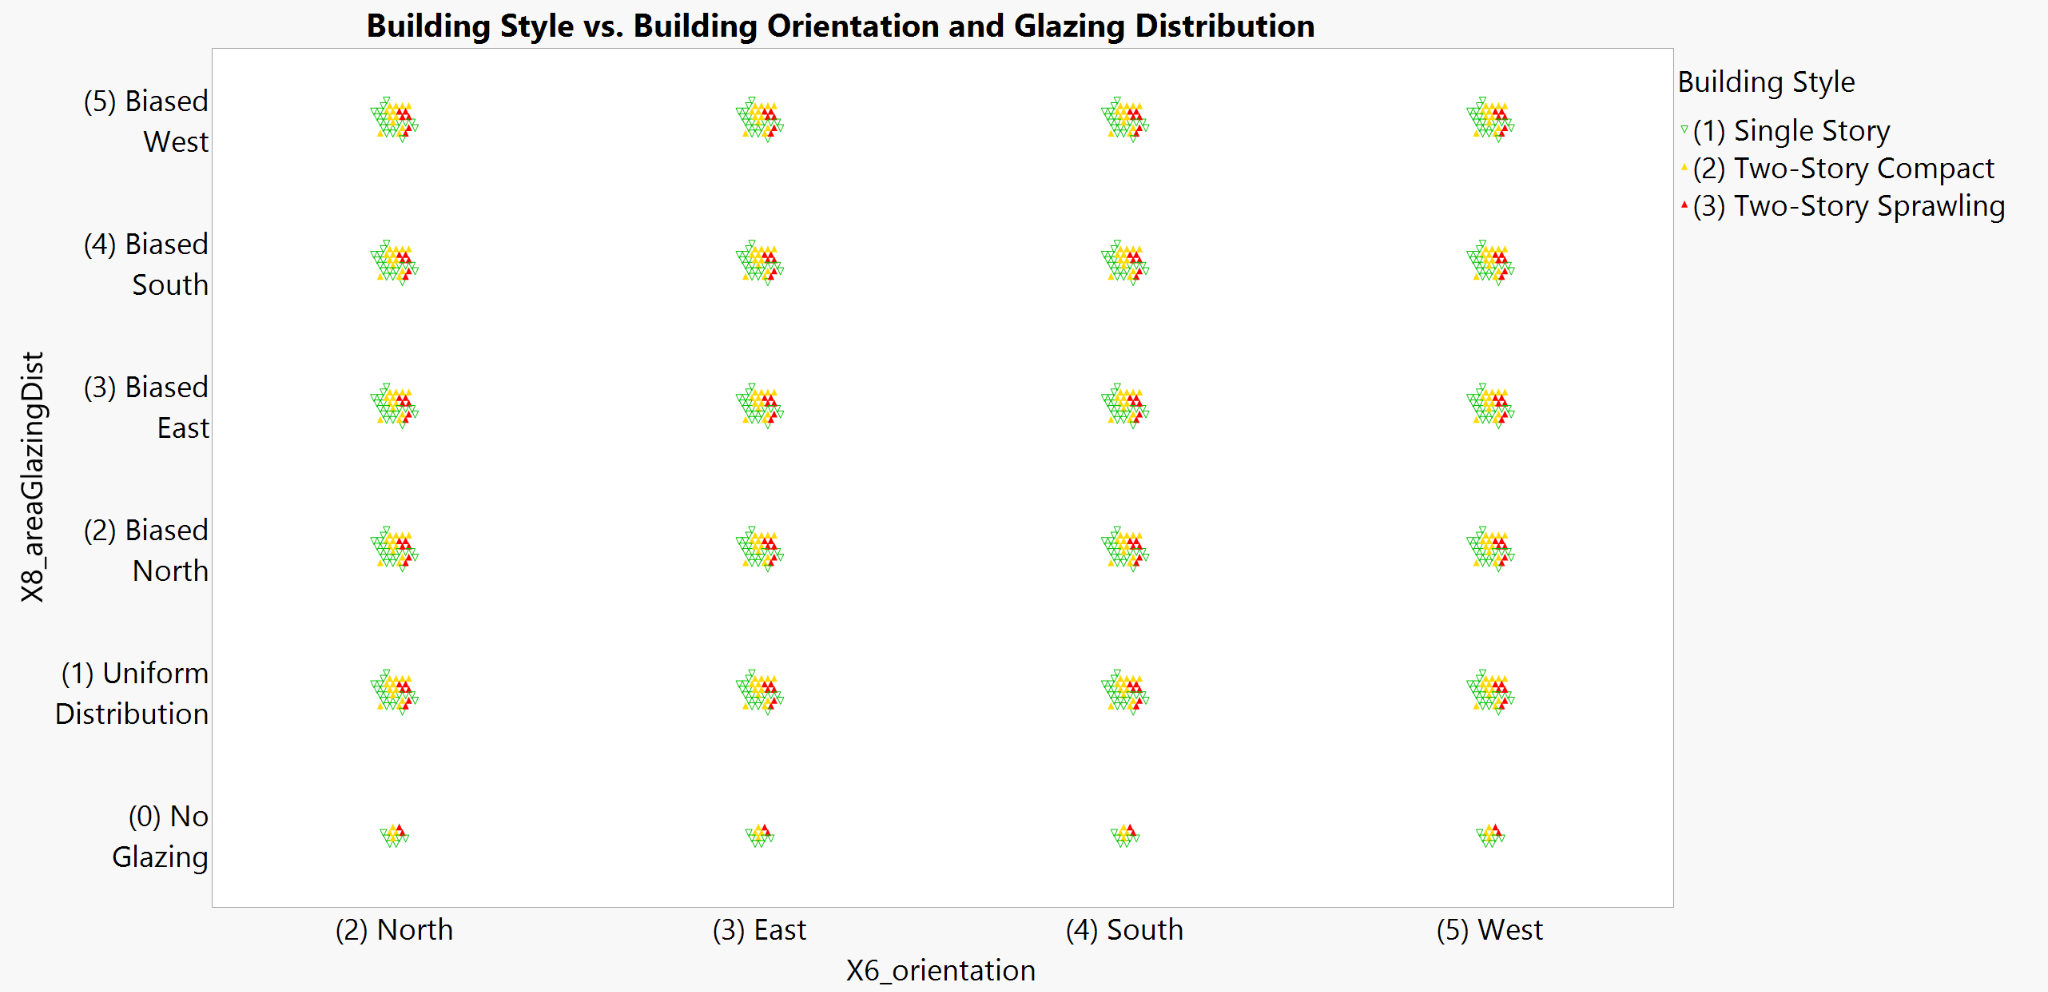 Building Style vs. Building Orientation and Glazing Distribution
(5) Biased
West
(4) Biased
South
(3) Biased
East
(2) Biased
North
(1) Uniform
Distribution
(0) No
Glazing
X8_areaGlazingDist
(2) North
(3) East
(4) South
(5) West
X6_orientation
Building Style
(1) Single Story
(2) Two-Story Compact
(3) Two-Story Sprawling